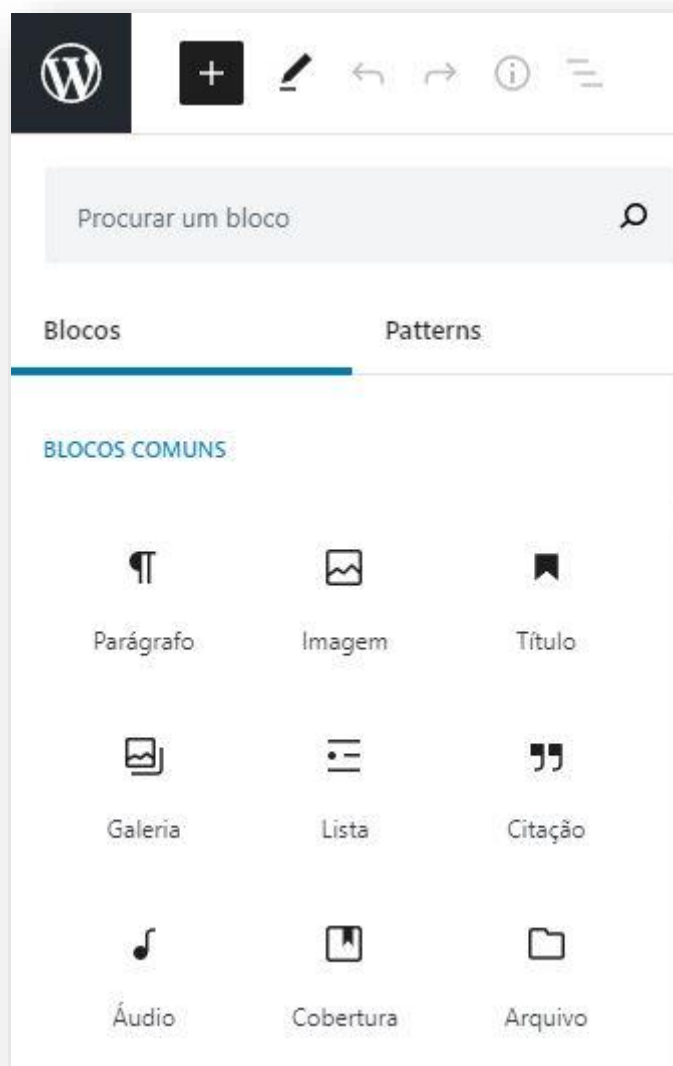 Procurar um bloco
Blocos Patterns
BLOCOS COMUNS
Parágrafo Imagem Título
Galeria Lista Citação
Áudio Cobertura Arquivo